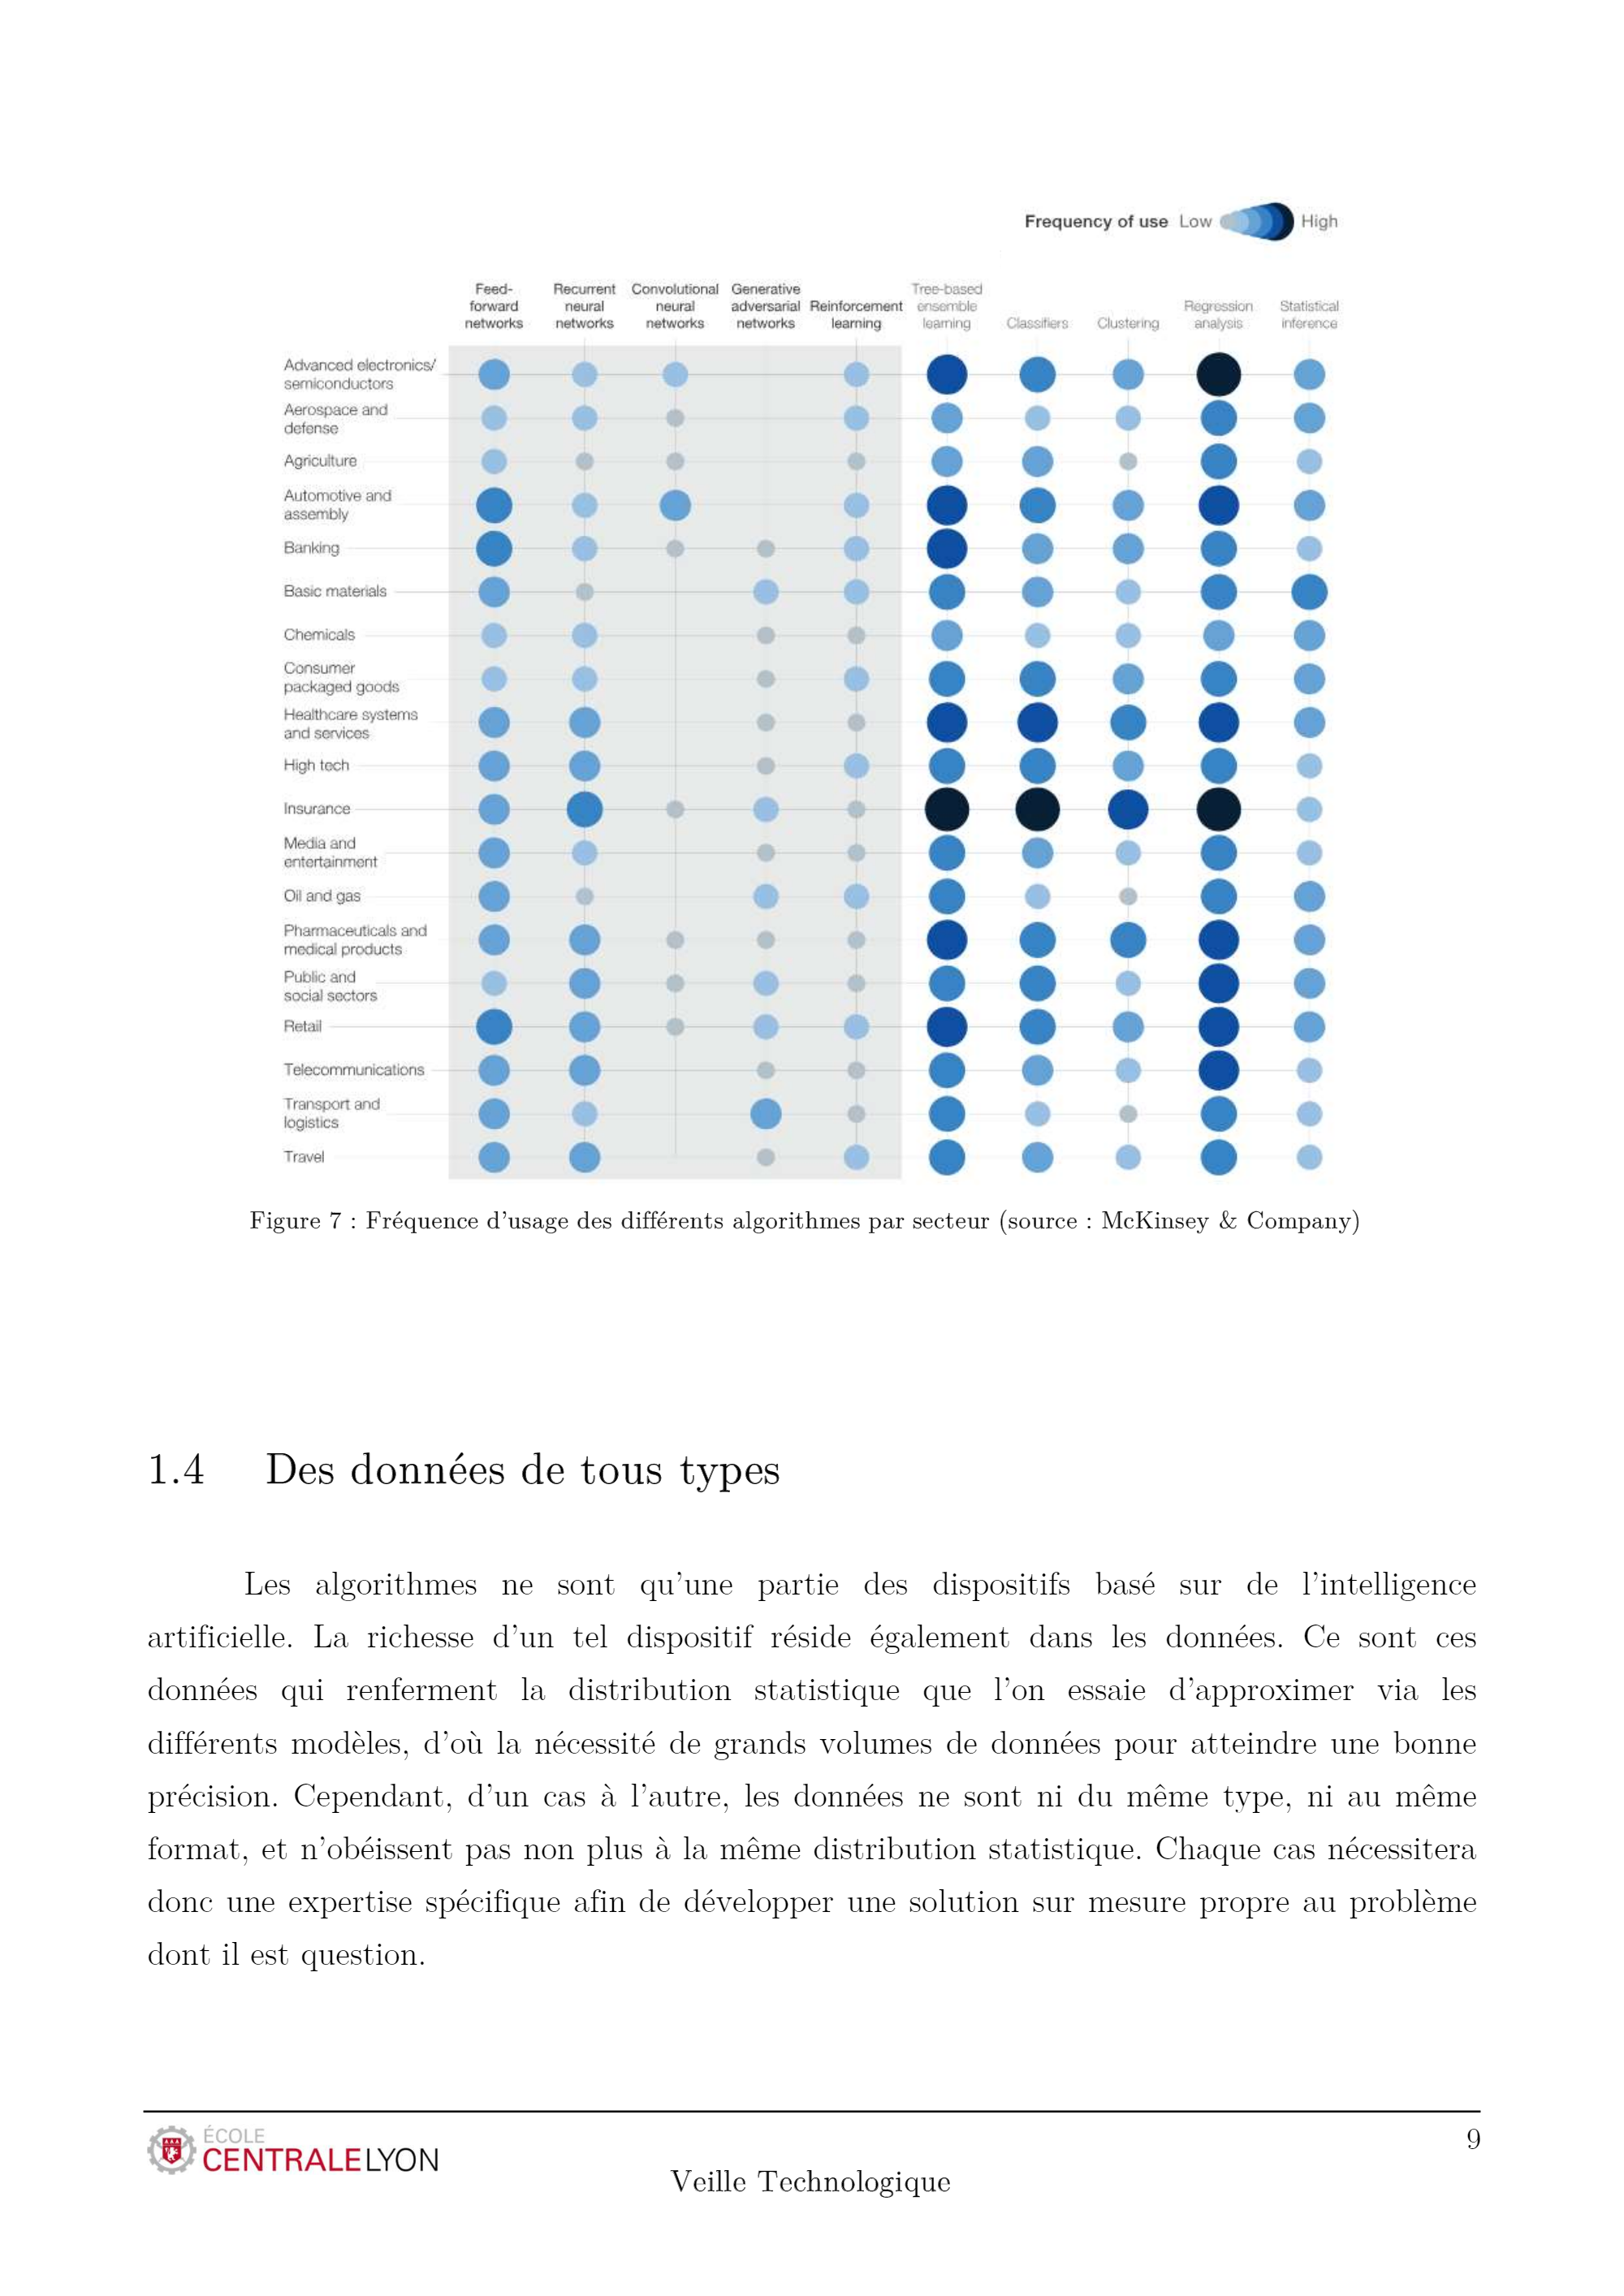 Frequency of use Low High
Feed-
forward
networks
Recurrent
neural
networks
Convolutional
neural
networks
Generative
adversarial
networks
Reinforcement
learning
Tree-based
ensemble
learning
Classifiers
Clustering
Regression
analysis
Statistical
inference
Advanced electronics/
semiconductors
Aerospace and
defense
Agriculture
Automotive and
assembly
Banking
Basic materials
Chemicals
Consumer
packaged goods
Healthcare systems
and services
High tech
Insurance
Media and
entertainment
Oil and gas
Pharmaceuticals and
medical products
Public and
social sectors
Retail
Telecommunications
Transport and
logistics
Travel
Figure 7 : Fréquence d'usage des différents algorithmes par secteur (source : McKinsey & Company)
1.4 Des données de tous types
Les algorithmes ne sont qu'une partie des dispositifs basé sur de l'intelligence
artificielle. La richesse d'un tel dispositif réside également dans les données. Ce sont ces
données qui renferment la distribution statistique que l'on essaie d'approximer via les
différents modèles, d'où la nécessité de grands volumes de données pour atteindre une bonne
précision. Cependant, d'un cas à l'autre, les données ne sont ni du même type, ni au même
format, et n'obéissent pas non plus à la même distribution statistique. Chaque cas nécessitera
donc une expertise spécifique afin de développer une solution sur mesure propre au problème
dont il est question.
ÉCOLE
CENTRALELYON
9
Veille Technologique